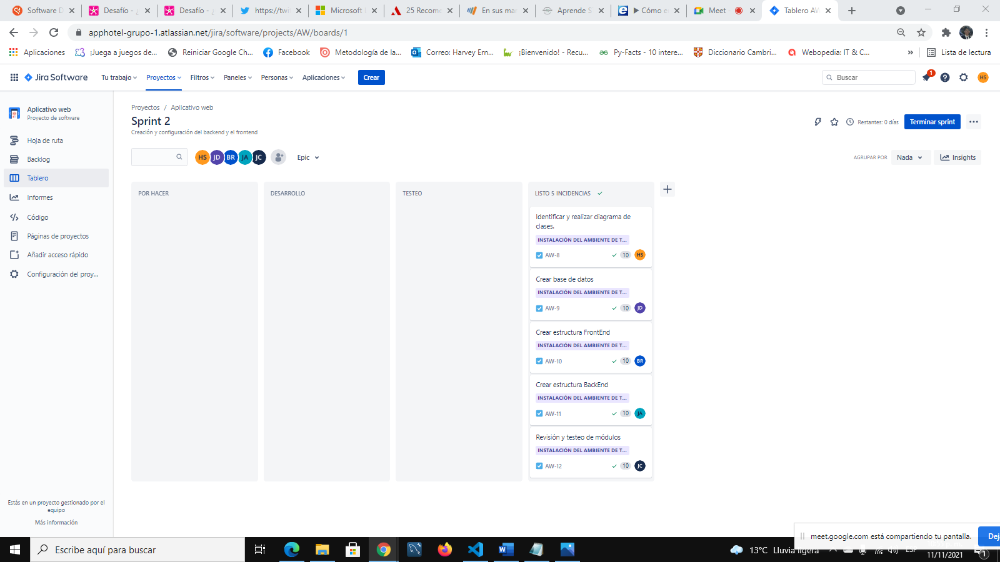 Software D
Desafío - ¿
Desafío - ¿
https://twi
Microsoft
25 Recome
En sus mar
Aprende S
Cómo e
Meet -
Tablero AW
apphotel-grupo-1.atlassian.net/jira/software/projects/AW/boards/1
Aplicaciones
¡Juega a juegos de...
Reiniciar Google Ch...
Facebook
Metodología de la...
Correo: Harvey Ern...
¡Bienvenido! - Recu...
Py-Facts - 10 intere...
Diccionario Cambri...
Webopedia: IT & C...
»
Lista de lectura
Jira Software
Tu trabajo
Proyectos
Filtros
Paneles
Personas
Aplicaciones
Crear
Buscar
1
HS
Aplicativo web
Proyecto de software
Hoja de ruta
Backlog
Tablero
Informes
Código
Páginas de proyectos
Añadir acceso rápido
Configuración del proy...
Estás en un proyecto gestionado por el
equipo
Más información
Proyectos / Aplicativo web
Sprint 2
Creación y configuración del backend y el frontend
Restantes: 0 días
Terminar sprint
HS JD BR JA JC
Epic
AGRUPAR POR
Nada
Insights
POR HACER
DESARROLLO
TESTEO
LISTO 5 INCIDENCIAS
Identificar y realizar diagrama de
clases.
INSTALACIÓN DEL AMBIENTE DE T...
AW-8 10 HS
Crear base de datos
INSTALACIÓN DEL AMBIENTE DE T...
AW-9 10 JD
Crear estructura FrontEnd
INSTALACIÓN DEL AMBIENTE DE T...
AW-10 10 BR
Crear estructura BackEnd
INSTALACIÓN DEL AMBIENTE DE T...
AW-11 10 JA
Revisión y testeo de módulos
INSTALACIÓN DEL AMBIENTE DE T...
AW-12 10 JC
meet.google.com está compartiendo tu pantalla.
Dej
Escribe aquí para buscar
13°C Lluvia ligera
ESP
11/11/2021
1